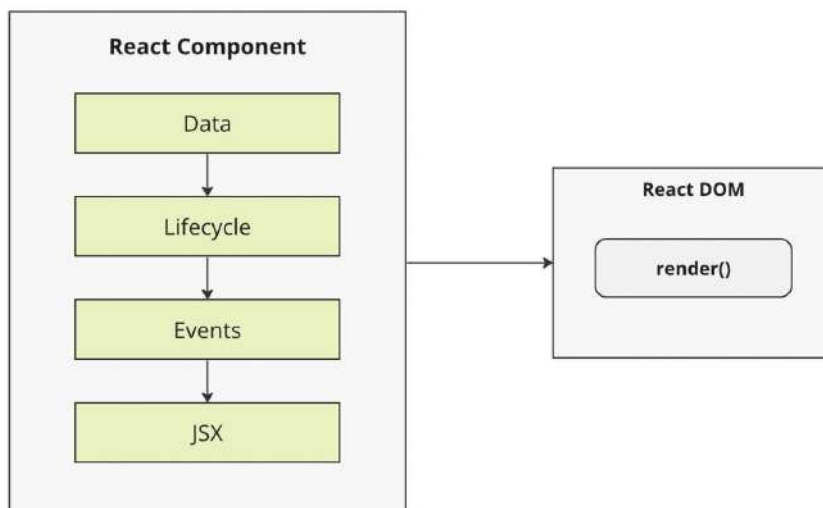 React Component
Data
Lifecycle
Events
JSX
React DOM
render()